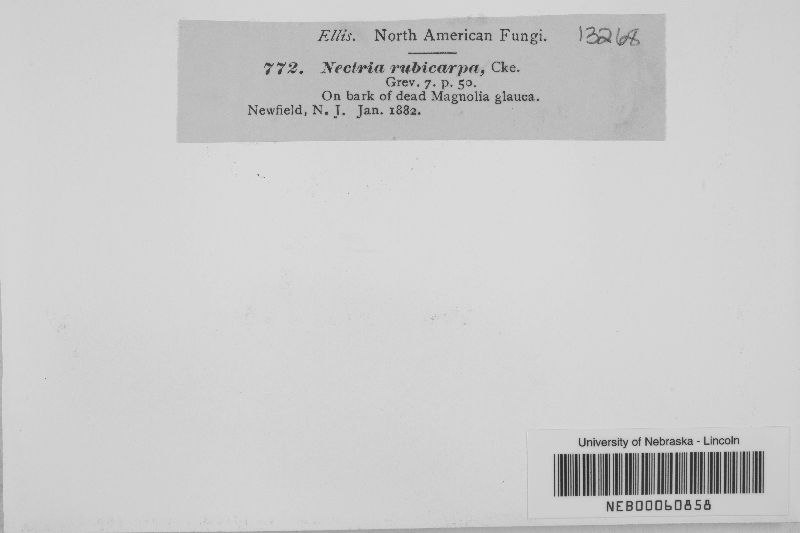 Ellis. North American Fungi. 13268
772. Nectria rubicarpa, Cke.
Grev. 7. p. 50.
On bark of dead Magnolia glauca.
Newfield, N. J. Jan. 1882.
University of Nebraska - Lincoln
NEB00060858